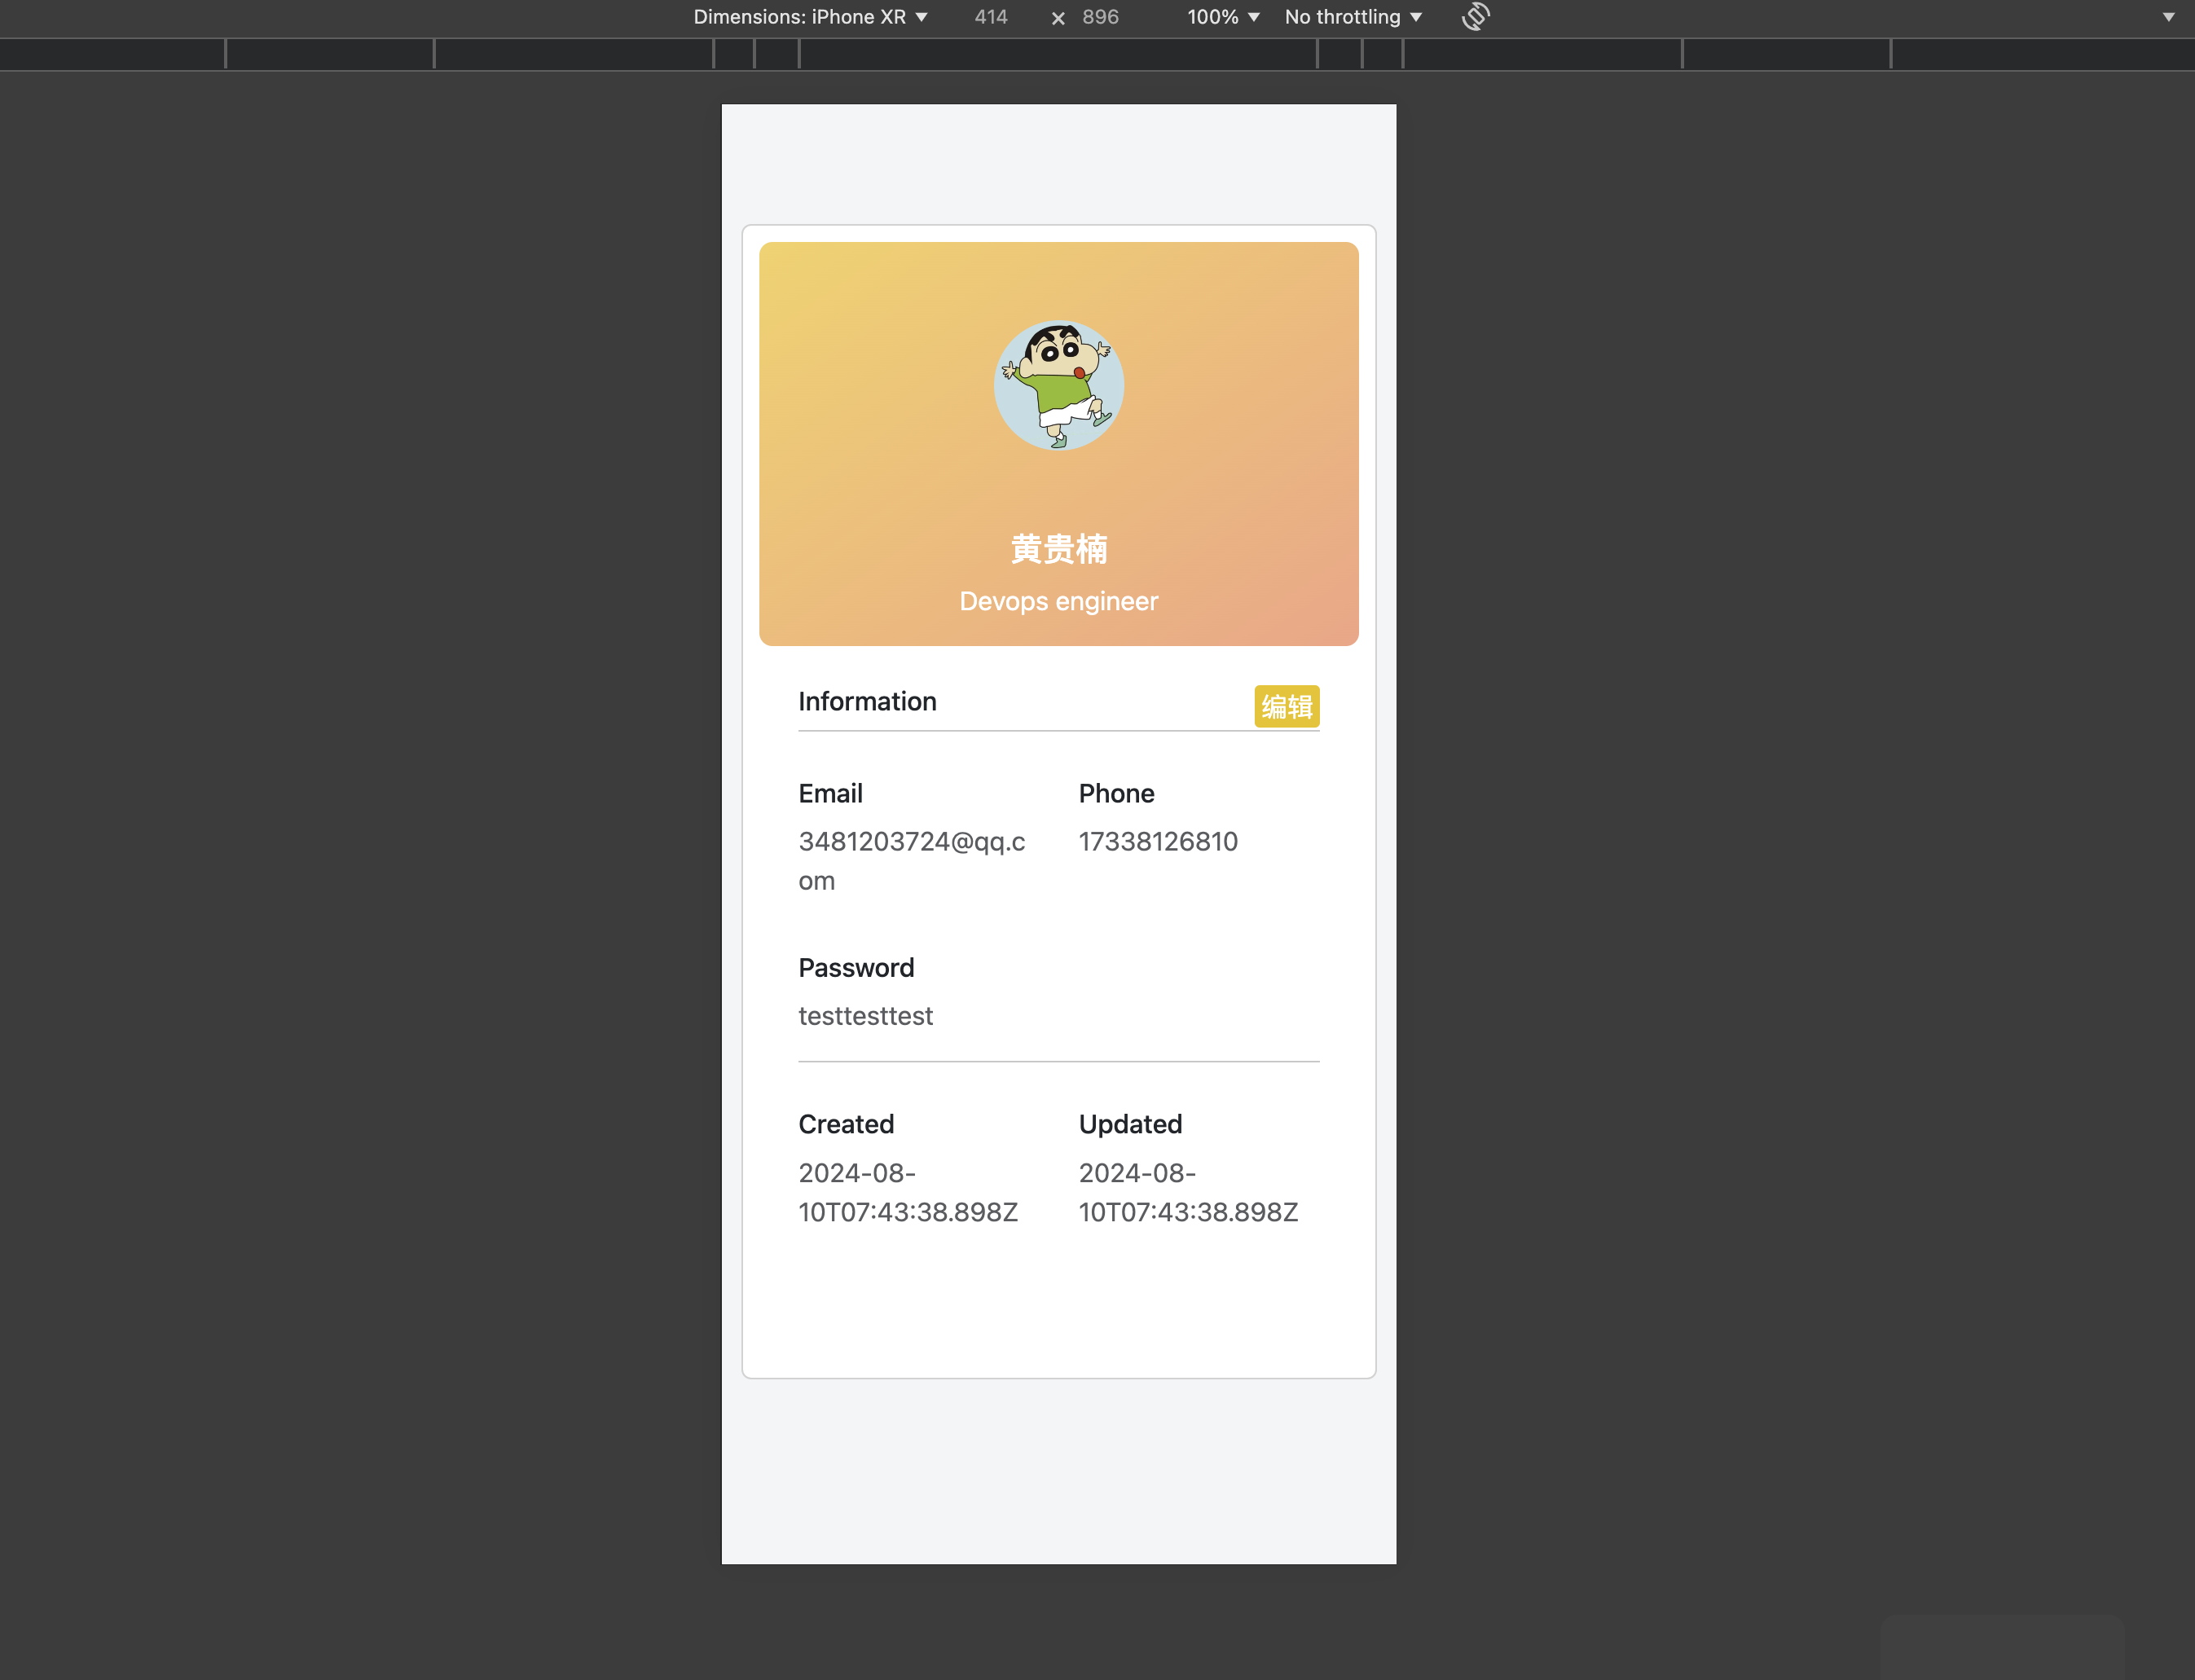 Dimensions: iPhone XR 414 × 896 100% No throttling
黄贵楠
Devops engineer
Information 编辑
Email Phone
3481203724@qq.c 17338126810
om
Password
testtesttest
Created Updated
2024-08- 2024-08-
10T07:43:38.898Z 10T07:43:38.898Z